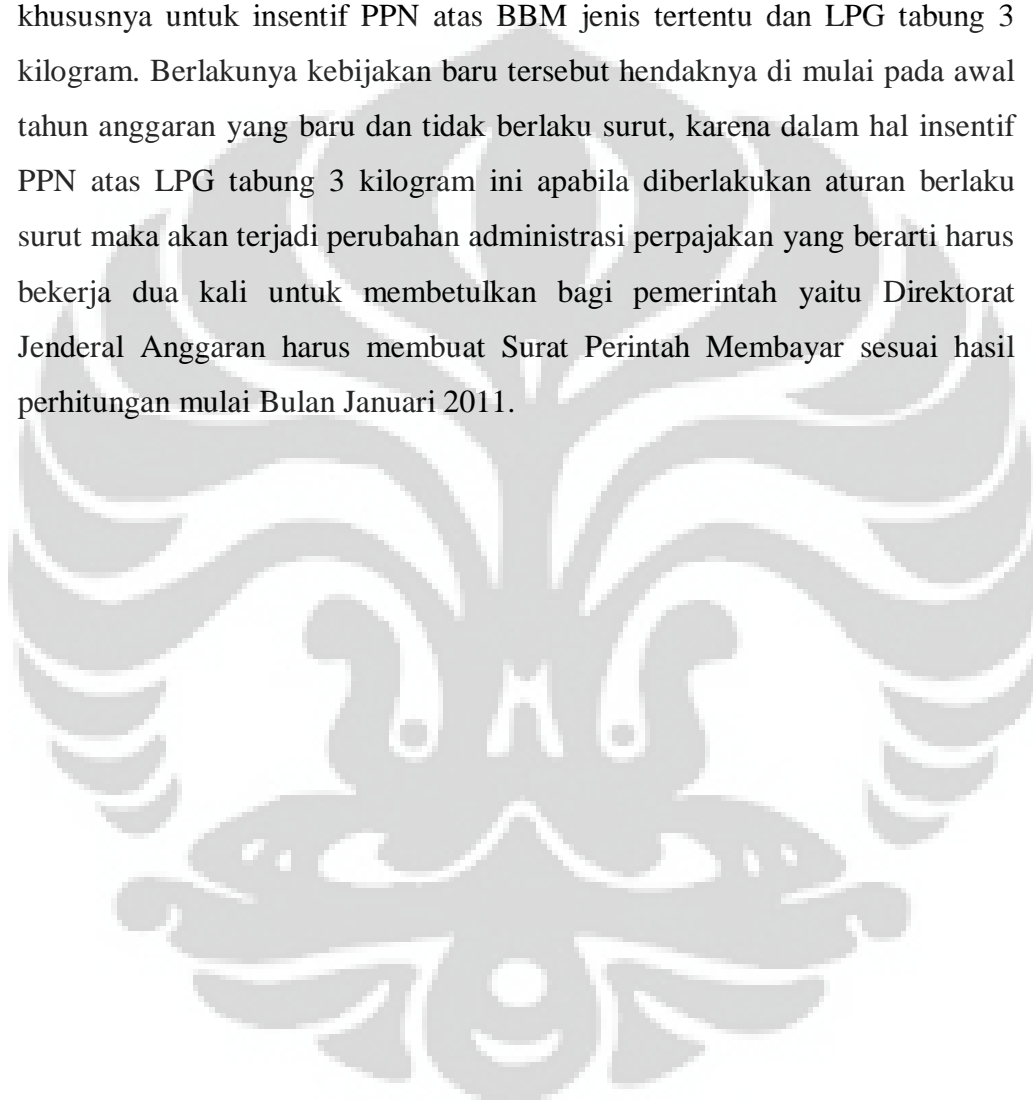 khususnya untuk insentif PPN atas BBM jenis tertentu dan LPG tabung 3
kilogram. Berlakunya kebijakan baru tersebut hendaknya di mulai pada awal
tahun anggaran yang baru dan tidak berlaku surut, karena dalam hal insentif
PPN atas LPG tabung 3 kilogram ini apabila diberlakukan aturan berlaku
surut maka akan terjadi perubahan administrasi perpajakan yang berarti harus
bekerja dua kali untuk membetulkan bagi pemerintah yaitu Direktorat
Jenderal Anggaran harus membuat Surat Perintah Membayar sesuai hasil
perhitungan mulai Bulan Januari 2011.